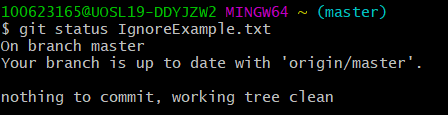 100623165@UOSL19-DDYJZW2 MINGW64 ~ (master)
$ git status IgnoreExample.txt
On branch master
Your branch is up to date with 'origin/master'.

nothing to commit, working tree clean